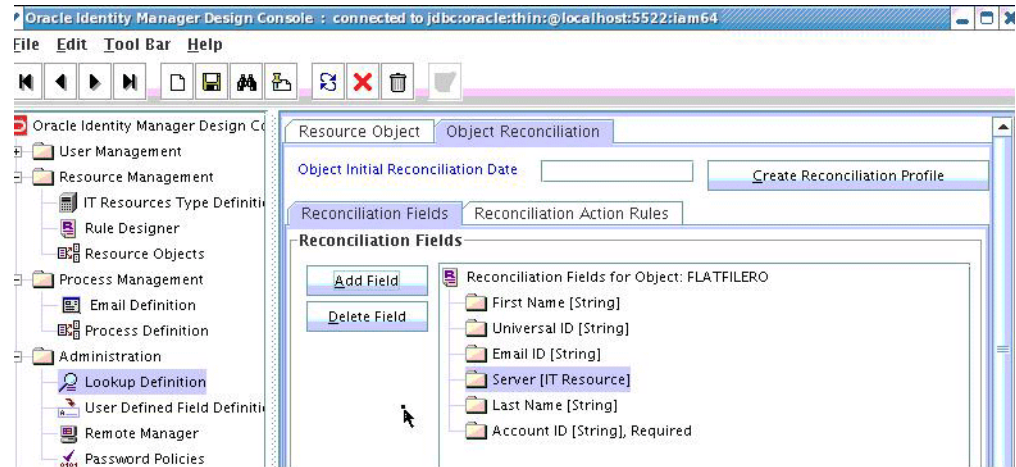 Oracle Identity Manager Design Console : connected to jdbc:oracle:thin:@localhost:5522:iam64
File Edit Tool Bar Help
Oracle Identity Manager Design Co
User Management
Resource Management
IT Resources Type Definiti
Rule Designer
Resource Objects
Process Management
Email Definition
Process Definition
Administration
Lookup Definition
User Defined Field Definiti
Remote Manager
Password Policies
Resource Object
Object Reconciliation
Object Initial Reconciliation Date
Create Reconciliation Profile
Reconciliation Fields
Reconciliation Action Rules
Reconciliation Fields
Add Field
Delete Field
Reconciliation Fields for Object: FLATFILERO
First Name [String]
Universal ID [String]
Email ID [String]
Server [IT Resource]
Last Name [String]
Account ID [String], Required